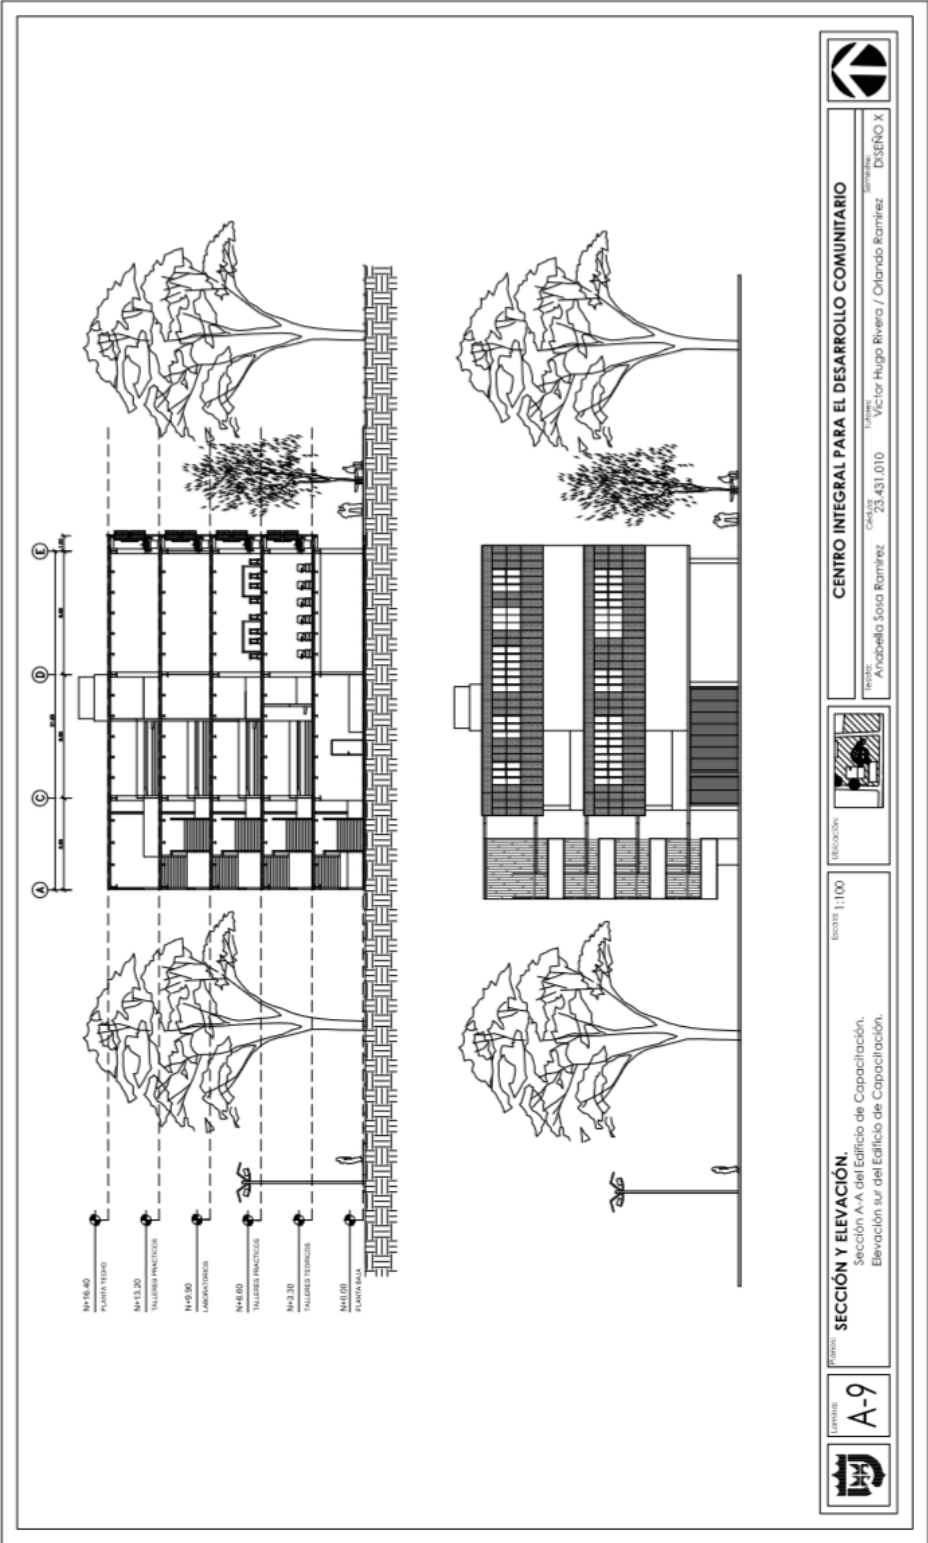 A
C
D
E
N+16.40
PLANTA TECHO
N+13.20
TALLERES PRACTICOS
N+9.90
LABORATORIOS
N+6.60
TALLERES PRACTICOS
N+3.30
TALLERES TEORICOS
N+0.00
PLANTA BAJA
Lamina:
A-9
Planos:
SECCIÓN Y ELEVACIÓN.
Sección A-A del Edificio de Capacitación.
Elevación sur del Edificio de Capacitación.
Escala: 1:100
Ubicación:
CENTRO INTEGRAL PARA EL DESARROLLO COMUNITARIO
Tesista:
Anabella Sosa Ramírez
Cédula:
23.431.010
Tutores:
Víctor Hugo Rivera / Orlando Ramírez
Semestre:
DISEÑO X